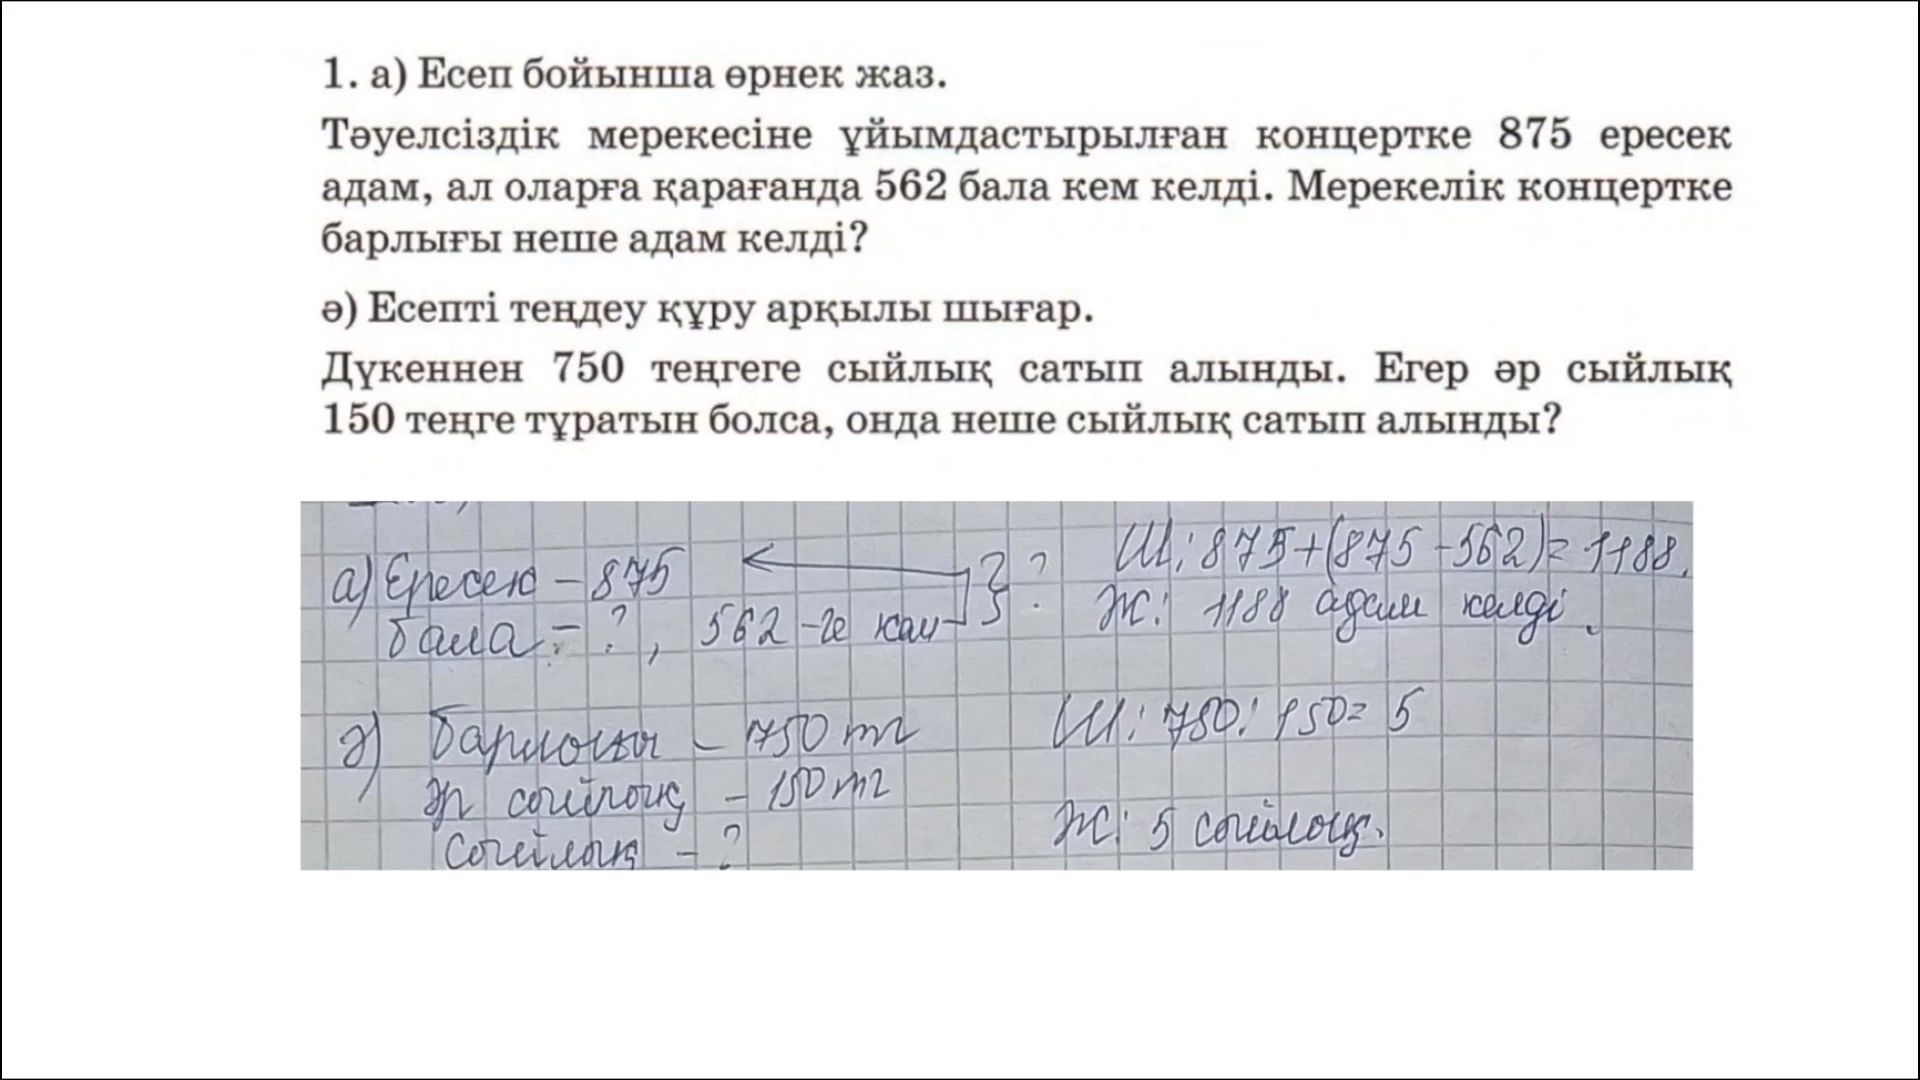 1. а) Есеп бойынша өрнек жаз.
Тәуелсіздік мерекесіне ұйымдастырылған концертке 875 ересек
адам, ал оларға қарағанда 562 бала кем келді. Мерекелік концертке
барлығы неше адам келді?
ә) Есепті теңдеу құру арқылы шығар.
Дүкеннен 750 теңгеге сыйлық сатып алынды. Егер әр сыйлық
150 теңге тұратын болса, онда неше сыйлық сатып алынды?
а) Ересек – 875 ? Ш: 875+(875-562)=1188.
бала – ?, 562-ге кем Ж: 1188 адам келді.
ә) барлығы – 750 тг Ш: 750:150=5
Әр сыйлық – 150 тг
Сыйлық – ? Ж: 5 сыйлық.